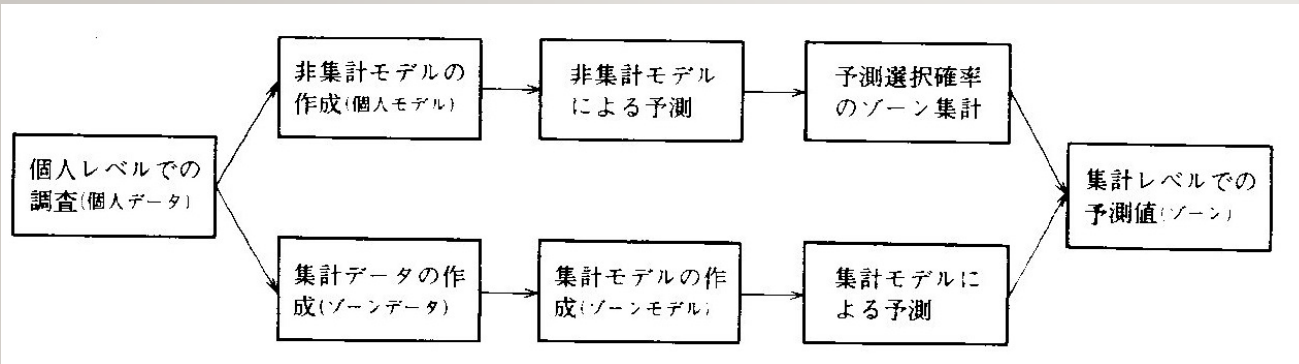 個人レベルでの
調査(個人データ)
非集計モデルの
作成(個人モデル)
非集計モデル
による予測
予測選択確率
のゾーン集計
集計データの作
成(ゾーンデータ)
集計モデルの作
成(ゾーンモデル)
集計モデルに
よる予測
集計レベルでの
予測値(ゾーン)